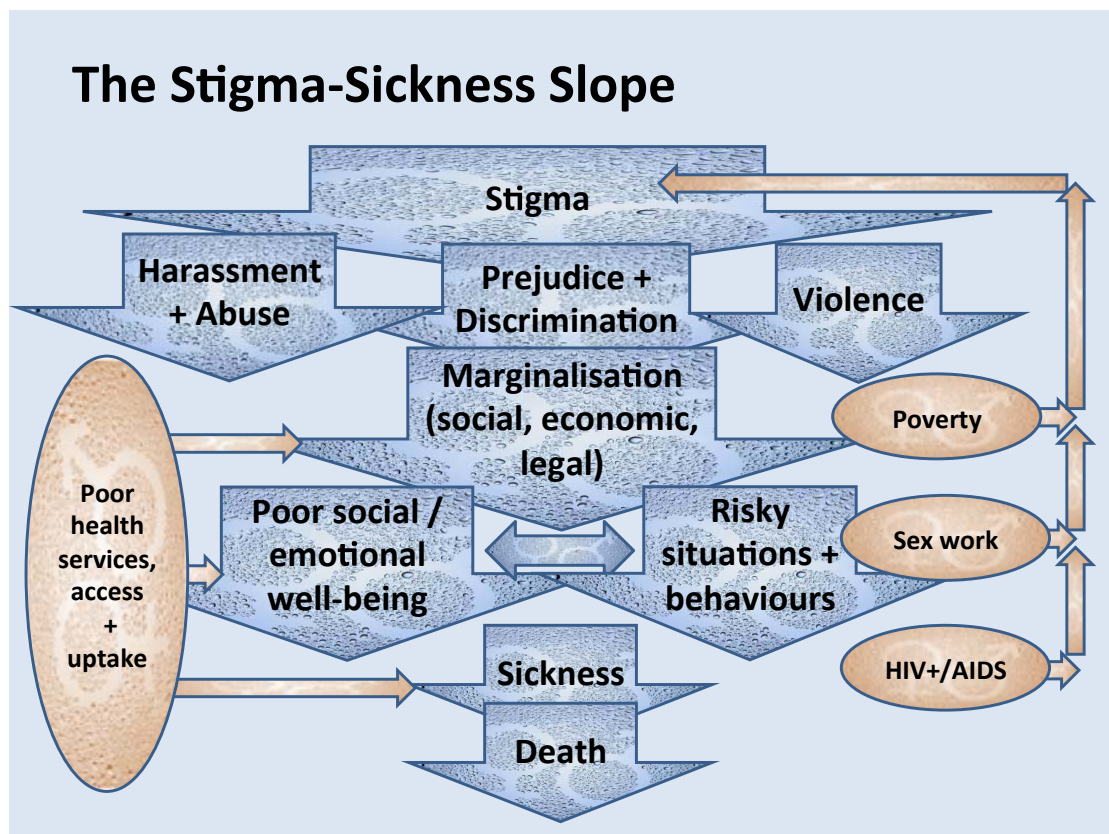 The Stigma-Sickness Slope
Stigma
Harassment
+ Abuse
Prejudice +
Discrimination
Violence
Marginalisation
(social, economic,
legal)
Poverty
Poor
health
services,
access
+
uptake
Poor social /
emotional
well-being
Risky
situations +
behaviours
Sex work
Sickness
HIV+/AIDS
Death